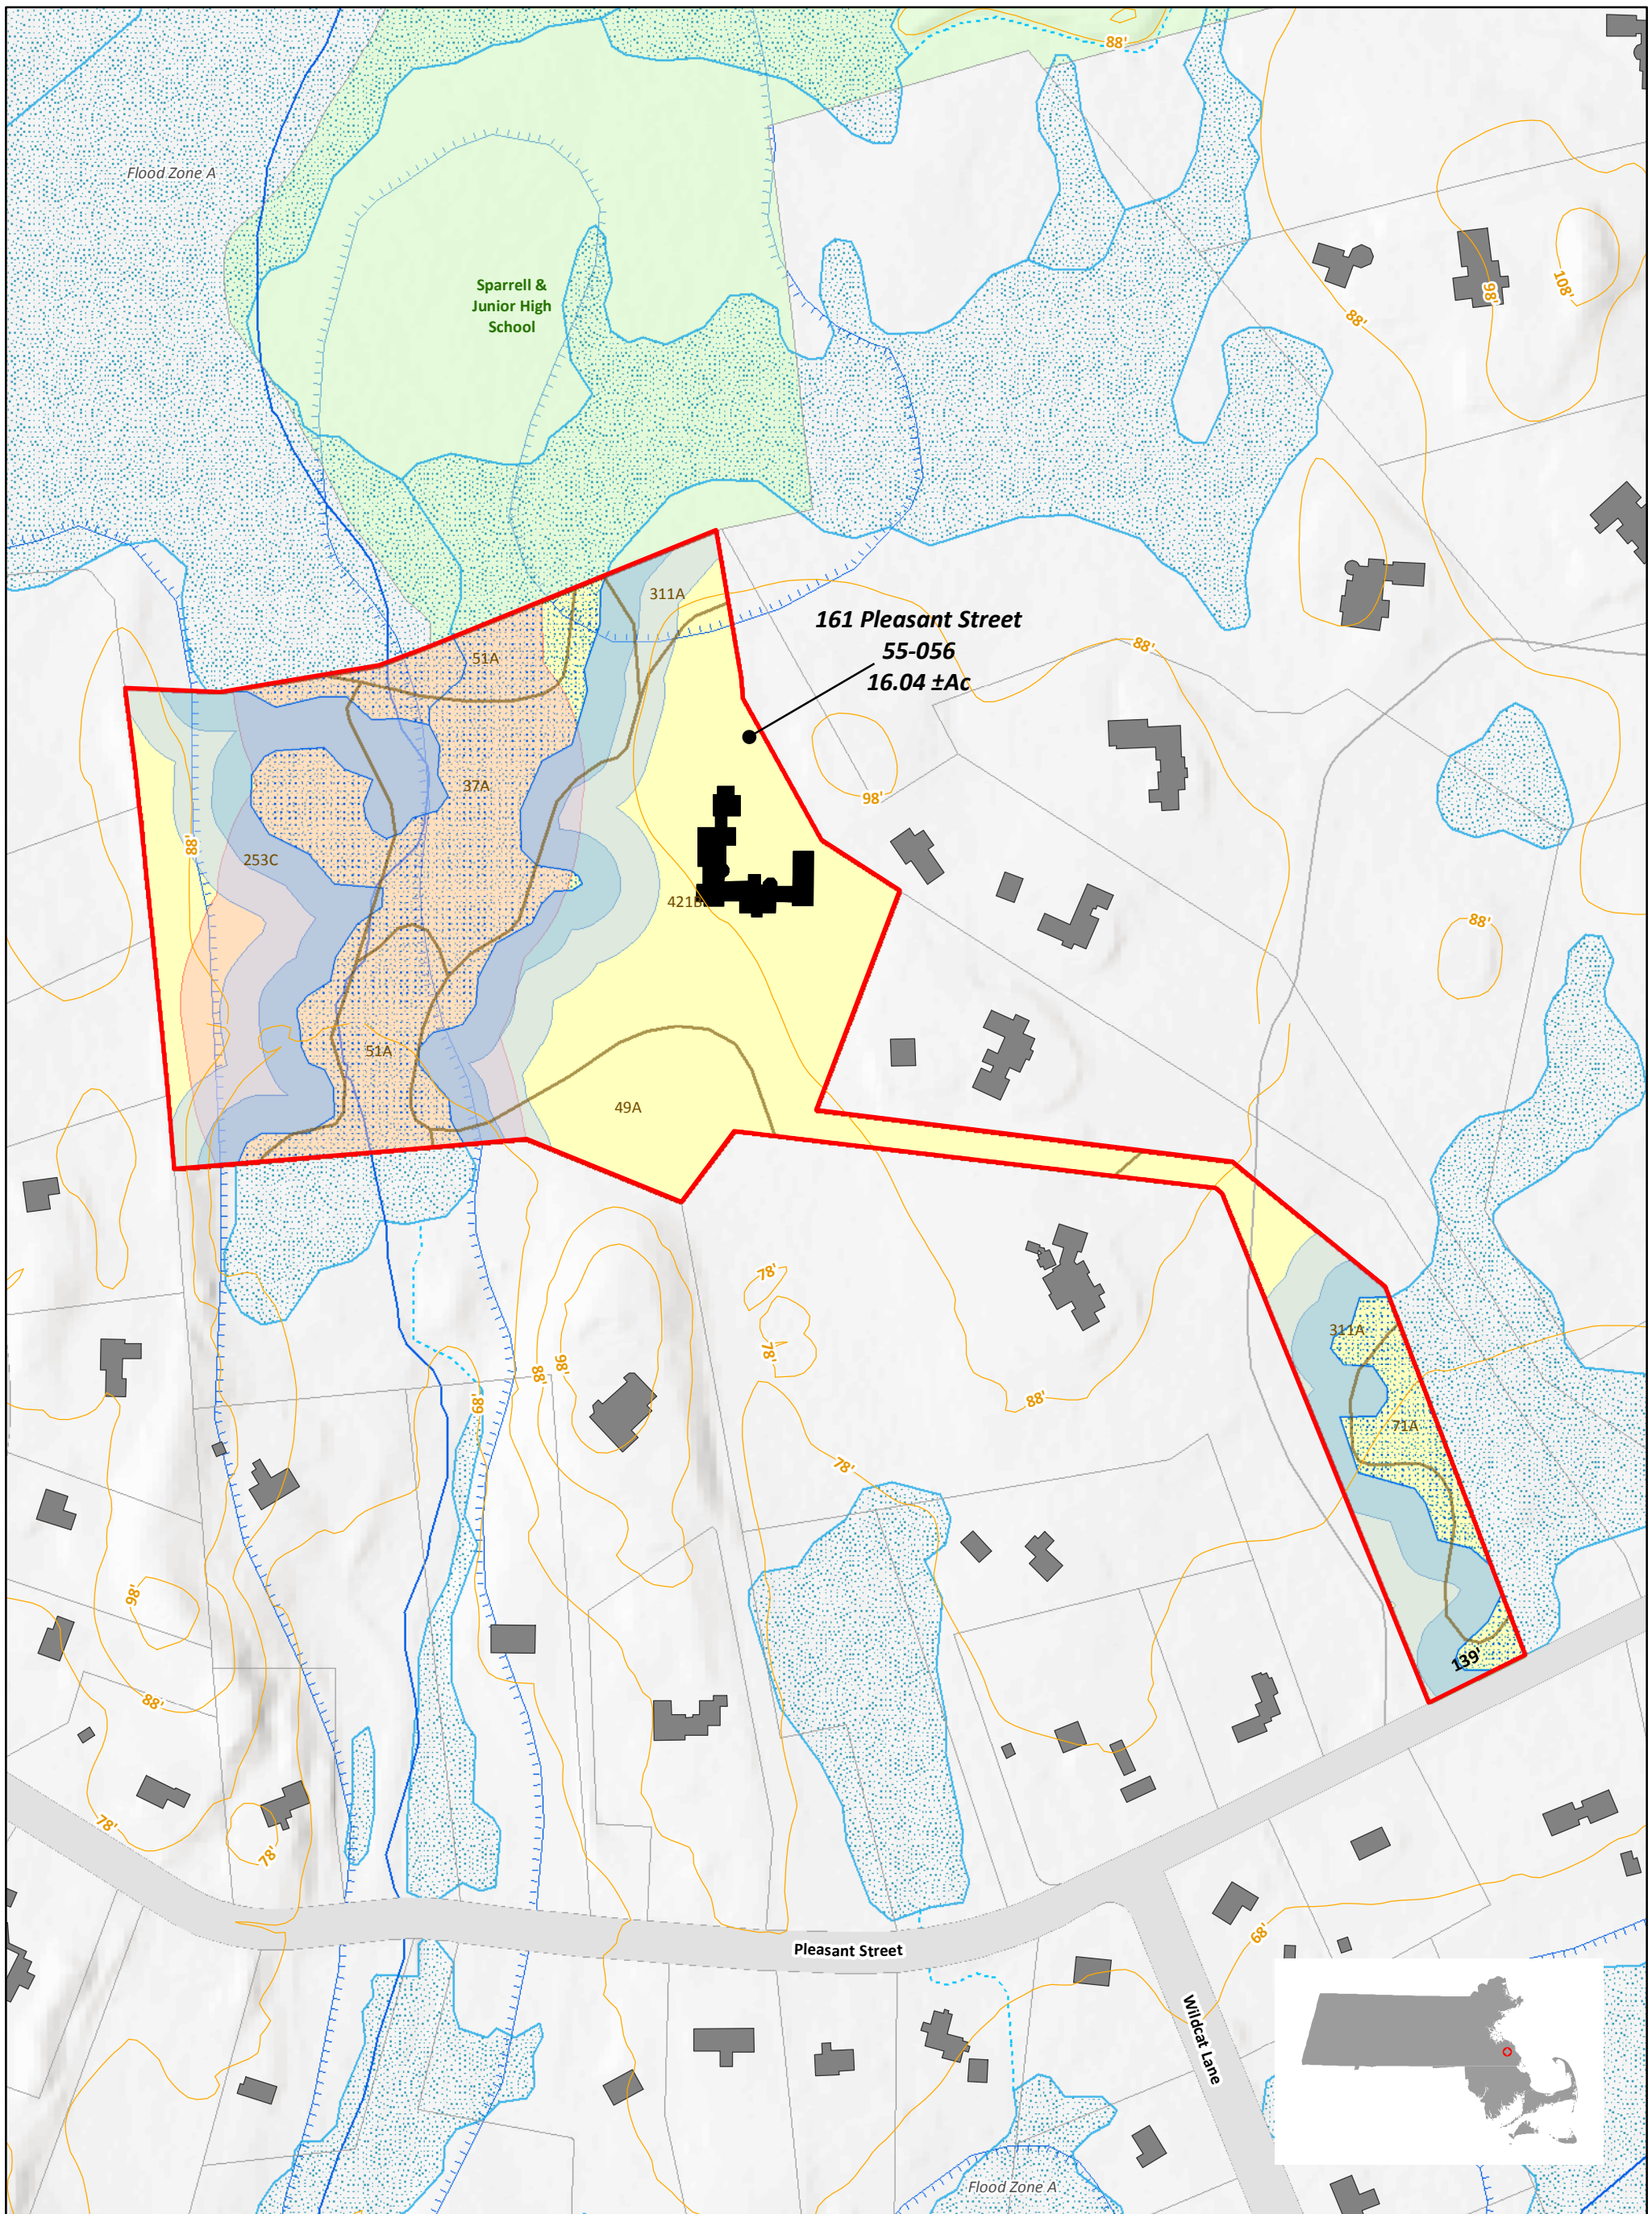 88'
Flood Zone A
Sparrell &
Junior High
School
98'
108'
88'
311A
161 Pleasant Street
55-056
16.04 ±Ac
88'
51A
37A
98'
88'
253C
421B
88'
51A
49A
78'
311A
78'
98'
88'
88'
68'
71A
78'
98'
139'
88'
78'
78'
68'
Pleasant Street
Wildcat Lane
Flood Zone A